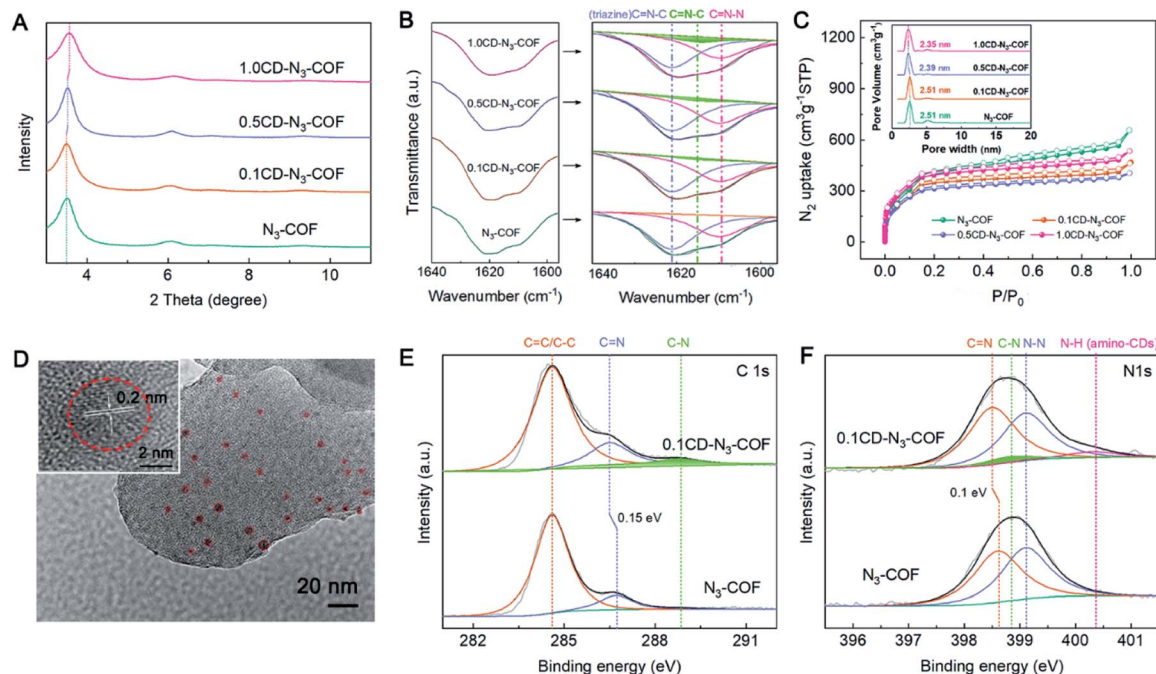 A
1.0CD-N₃-COF
0.5CD-N₃-COF
0.1CD-N₃-COF
N₃-COF
Intensity
4 6 8 10
2 Theta (degree)
B
(triazine)C=N-C C=N-C C=N-N
1.0CD-N₃-COF
0.5CD-N₃-COF
0.1CD-N₃-COF
N₃-COF
Transmittance (a.u.)
1640 1620 1600
1640 1620 1600
Wavenumber (cm⁻¹)
Wavenumber (cm⁻¹)
C
N₂ uptake (cm³g⁻¹STP)
1200
900
600
300
0
Pore Volume (cm³g⁻¹)
2.35 nm 1.0CD-N₃-COF
2.39 nm 0.5CD-N₃-COF
2.51 nm 0.1CD-N₃-COF
2.51 nm N₃-COF
0 5 10 15 20
Pore width (nm)
N₃-COF 0.1CD-N₃-COF
0.5CD-N₃-COF 1.0CD-N₃-COF
0.0 0.2 0.4 0.6 0.8 1.0
P/P₀
D
0.2 nm
2 nm
20 nm
E
C=C/C-C C=N C-N
C 1s
0.1CD-N₃-COF
0.15 eV
N₃-COF
Intensity (a.u.)
282 285 288 291
Binding energy (eV)
F
C=N C-N N-N N-H (amino-CDs)
N1s
0.1CD-N₃-COF
0.1 eV
N₃-COF
Intensity (a.u.)
396 397 398 399 400 401
Binding energy (eV)